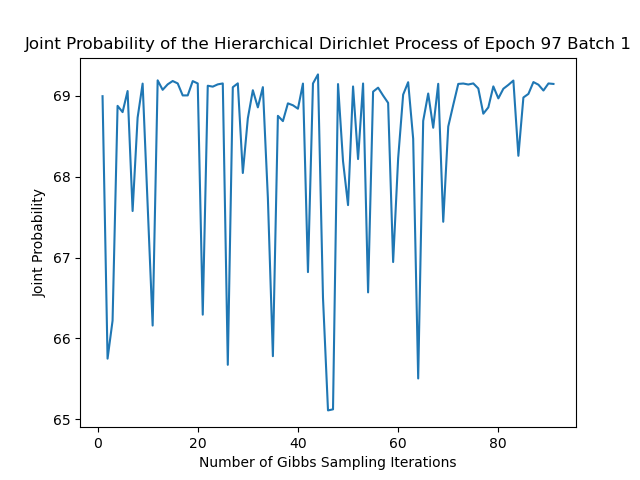 Joint Probability of the Hierarchical Dirichlet Process of Epoch 97 Batch 1
69
68
67
66
65
Joint Probability
0 20 40 60 80
Number of Gibbs Sampling Iterations